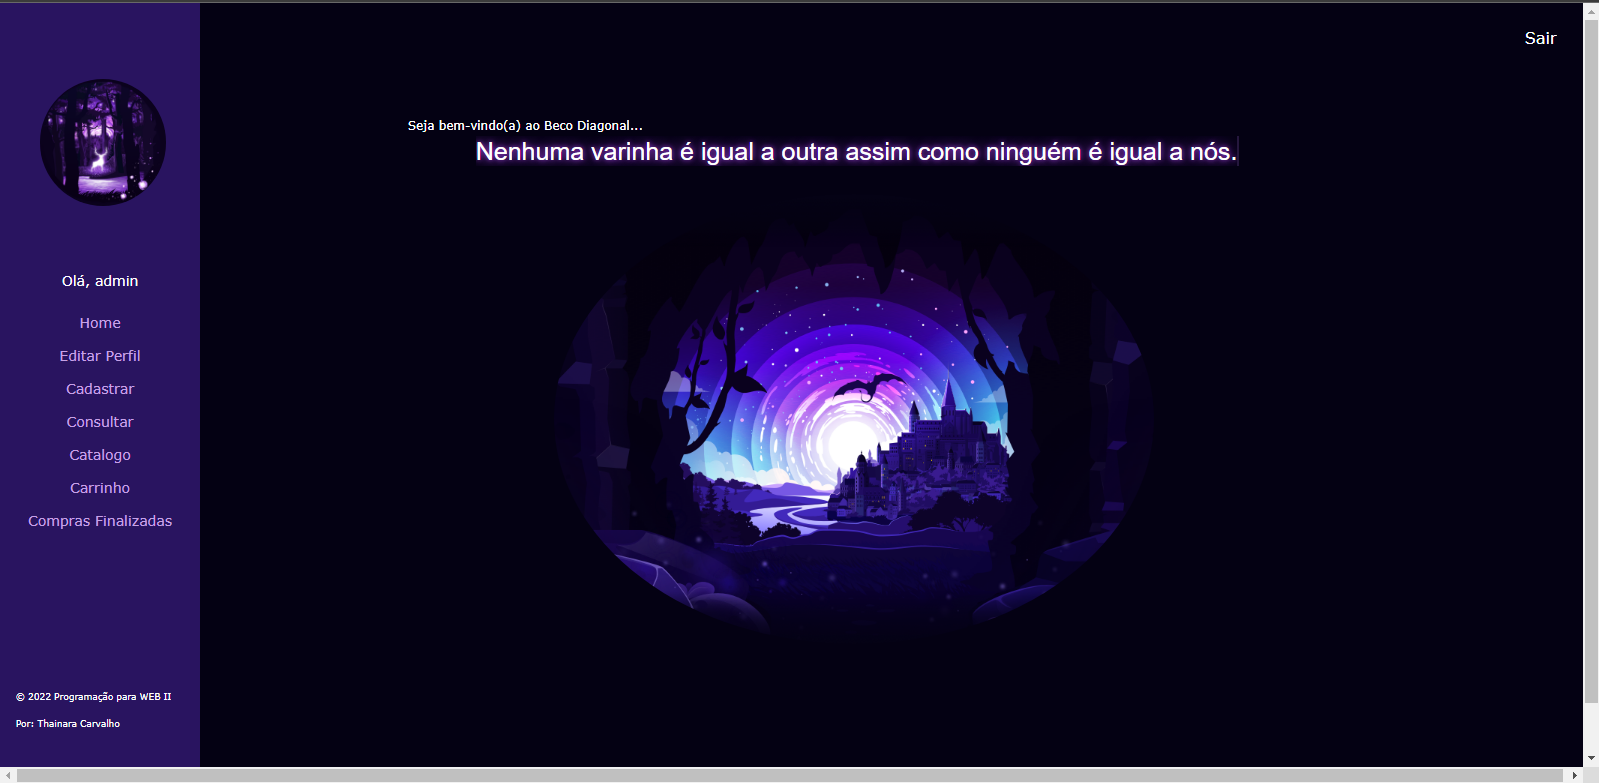 Sair
Seja bem-vindo(a) ao Beco Diagonal...
Nenhuma varinha é igual a outra assim como ninguém é igual a nós.
Olá, admin
Home
Editar Perfil
Cadastrar
Consultar
Catalogo
Carrinho
Compras Finalizadas
© 2022 Programação para WEB II
Por: Thainara Carvalho